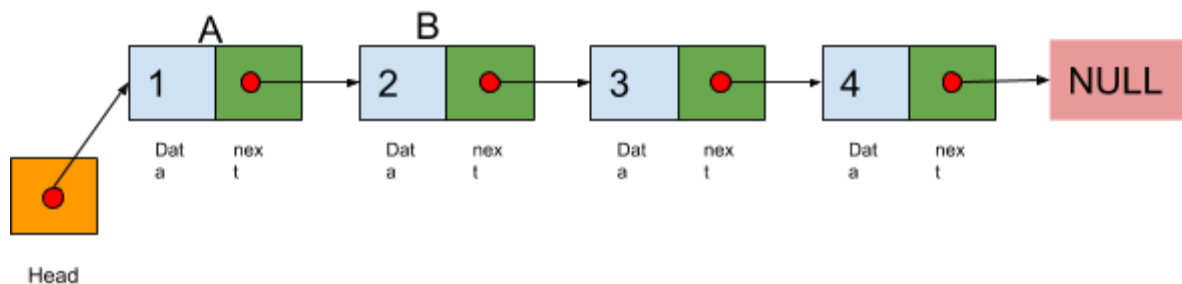 A B
1 2 3 4 NULL
Dat nex Dat nex Dat nex Dat nex
a t a t a t a t
Head